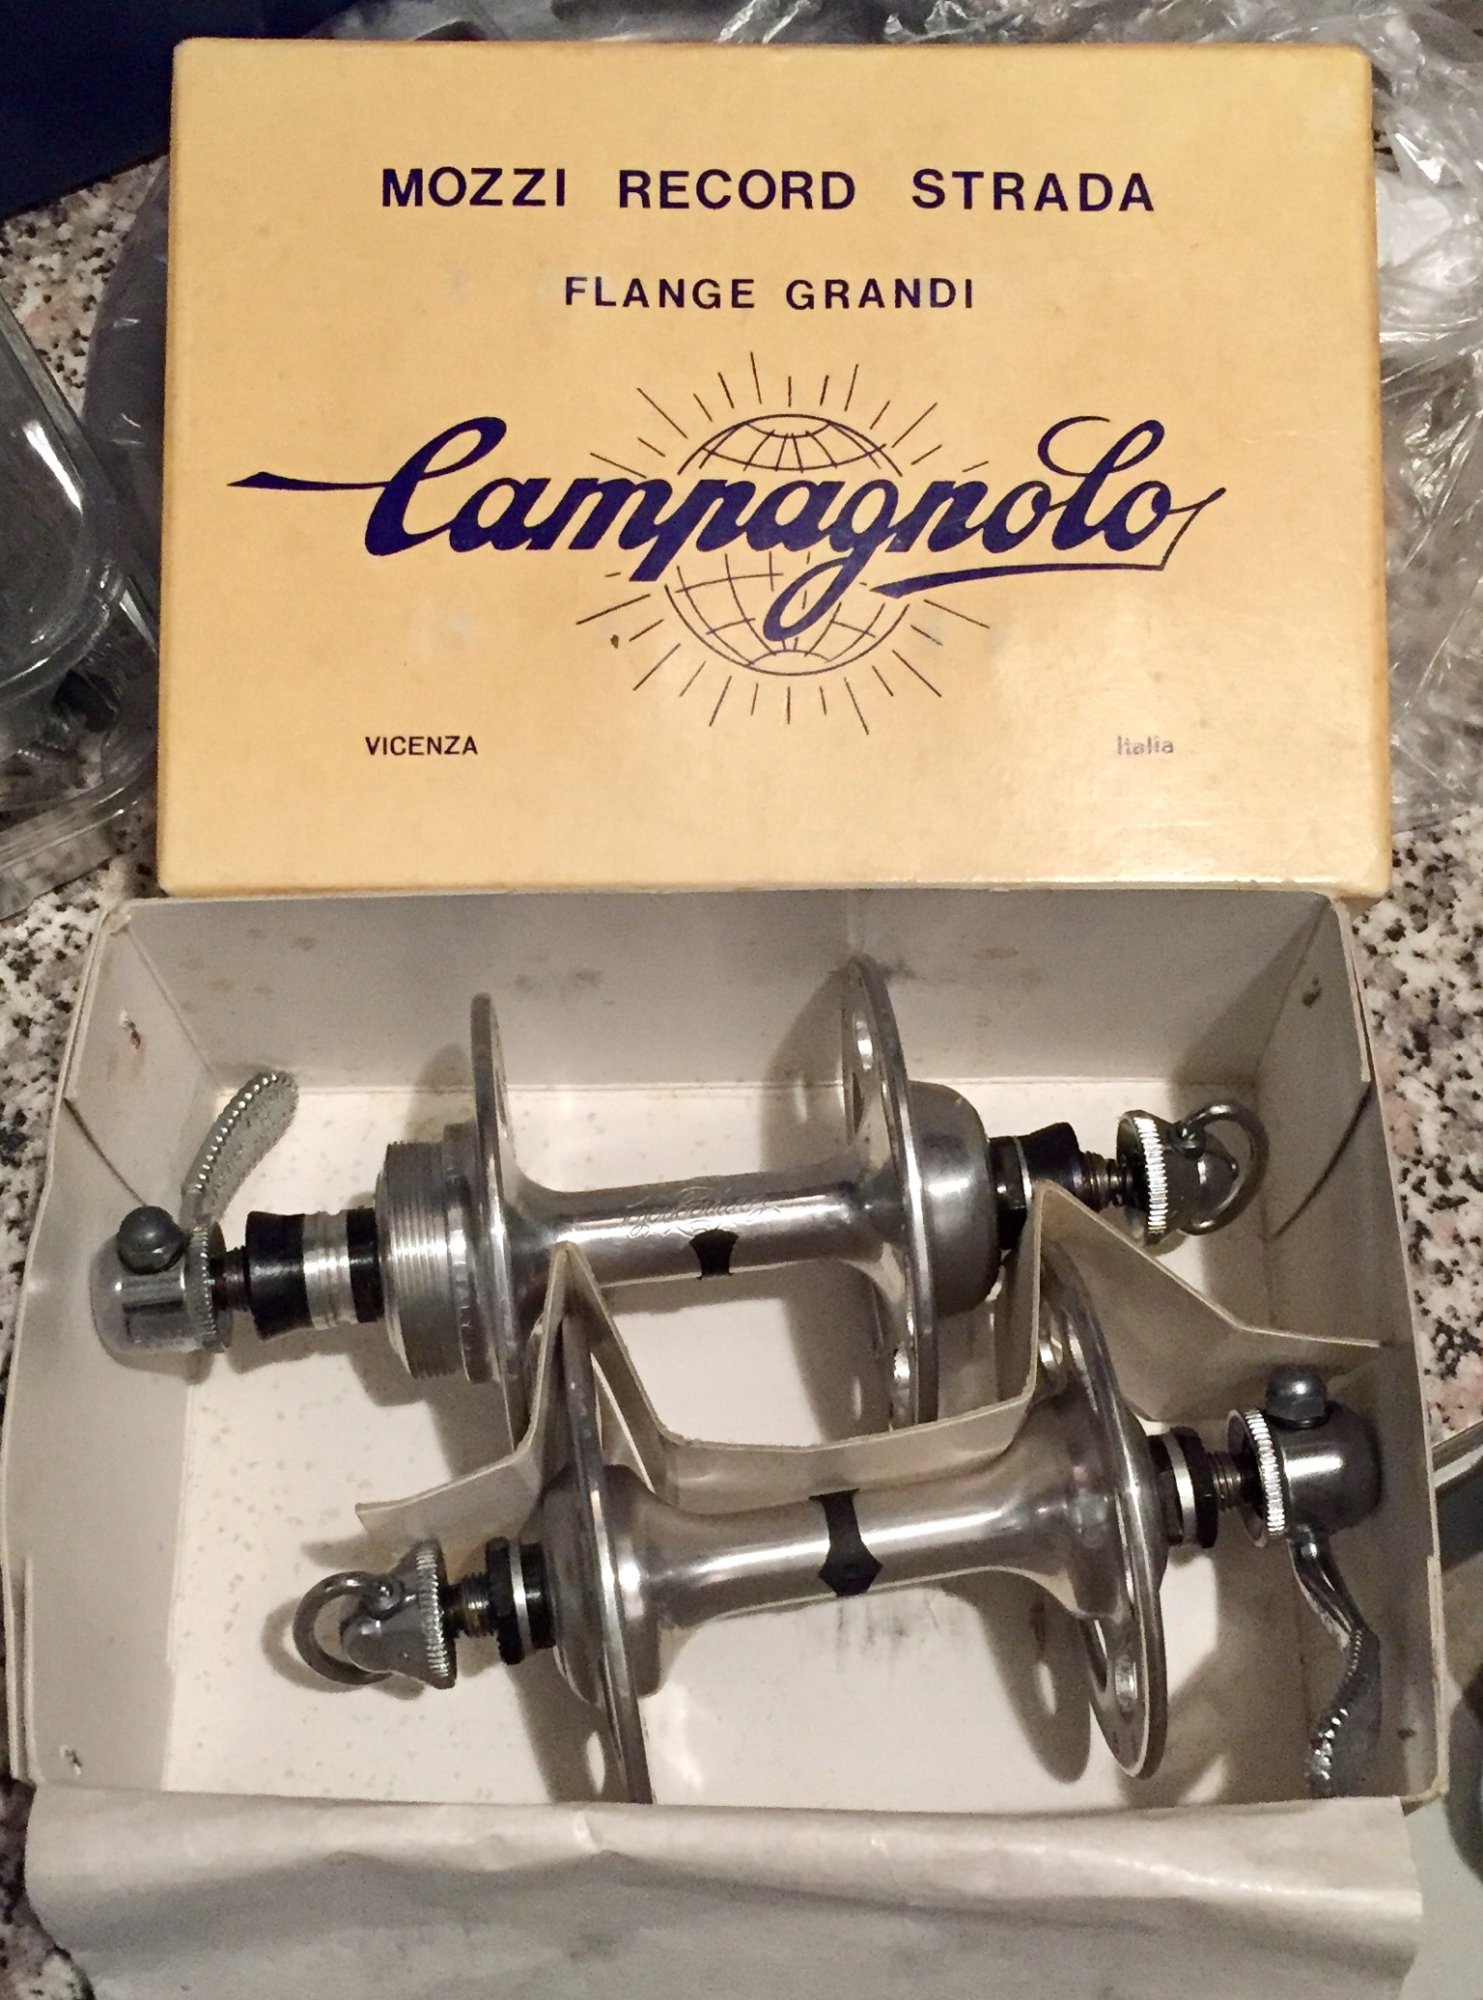 MOZZI RECORD STRADA
FLANGE GRANDI
Campagnolo
VICENZA Italia